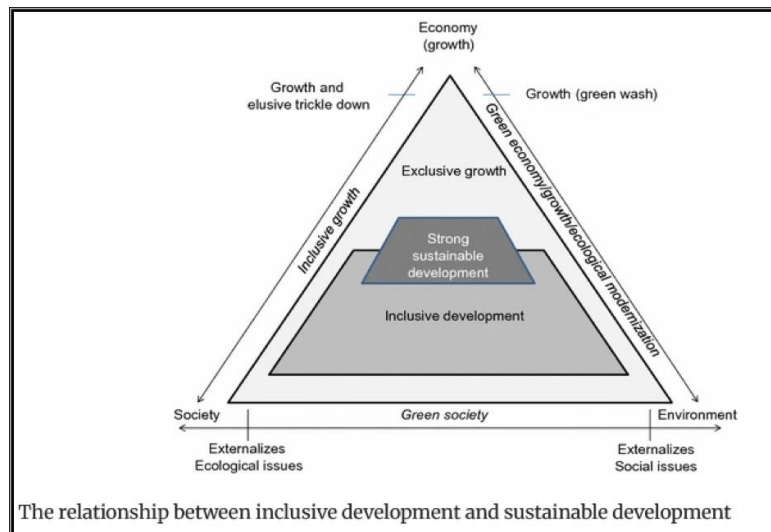 Economy
(growth)
Growth and
elusive trickle down
Growth (green wash)
Inclusive growth
Green economy/growth/ecological modernization
Exclusive growth
Strong
sustainable
development
Inclusive development
Society
Green society
Environment
Externalizes
Ecological issues
Externalizes
Social issues
The relationship between inclusive development and sustainable development